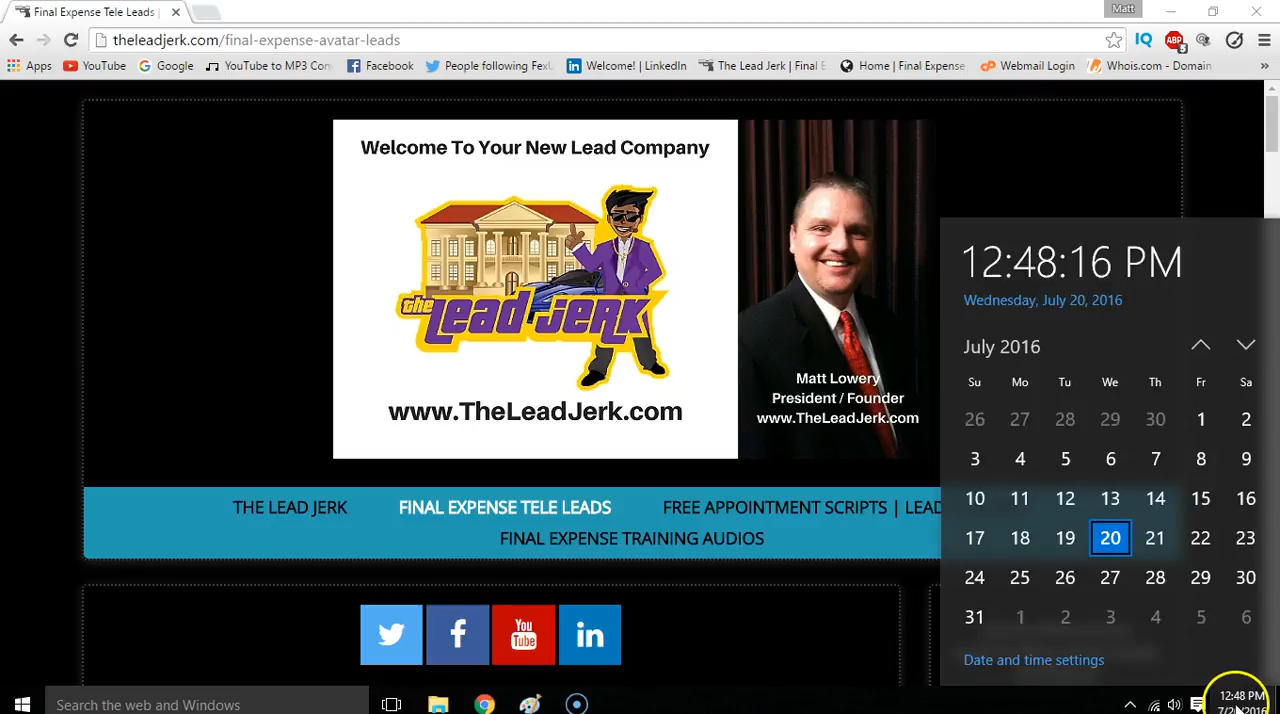 Final Expense Tele Leads
Matt
theleadjerk.com/final-expense-avatar-leads
ABP
5
Apps YouTube Google YouTube to MP3 Con Facebook People following Fexl Welcome! | LinkedIn The Lead Jerk | Final E Home | Final Expense Webmail Login Whois.com - Domain »
Welcome To Your New Lead Company
the Lead Jerk
www.TheLeadJerk.com
Matt Lowery
President / Founder
www.TheLeadJerk.com
THE LEAD JERK FINAL EXPENSE TELE LEADS FREE APPOINTMENT SCRIPTS | LEAD
FINAL EXPENSE TRAINING AUDIOS
You
Tube
12:48:16 PM
Wednesday, July 20, 2016
July 2016
Su Mo Tu We Th Fr Sa
26 27 28 29 30 1 2
3 4 5 6 7 8 9
10 11 12 13 14 15 16
17 18 19 20 21 22 23
24 25 26 27 28 29 30
31 1 2 3 4 5 6
Date and time settings
Search the web and Windows
12:48 PM